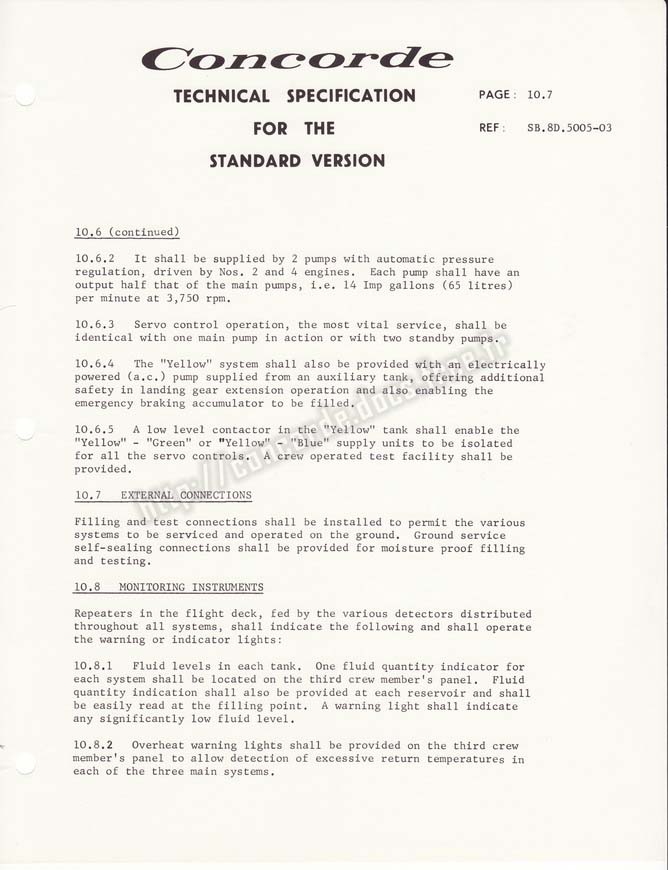 Concorde
TECHNICAL SPECIFICATION
PAGE: 10.7
FOR THE
REF: SB.8D.5005-03
STANDARD VERSION
10.6 (continued)
10.6.2 It shall be supplied by 2 pumps with automatic pressure
regulation, driven by Nos. 2 and 4 engines. Each pump shall have an
output half that of the main pumps, i.e. 14 Imp gallons (65 litres)
per minute at 3,750 rpm.
10.6.3 Servo control operation, the most vital service, shall be
identical with one main pump in action or with two standby pumps.
10.6.4 The "Yellow" system shall also be provided with an electrically
powered (a.c.) pump supplied from an auxiliary tank, offering additional
safety in landing gear extension operation and also enabling the
emergency braking accumulator to be filled.
10.6.5 A low level contactor in the "Yellow" tank shall enable the
"Yellow" - "Green" or "Yellow" - "Blue" supply units to be isolated
for all the servo controls. A crew operated test facility shall be
provided.
10.7 EXTERNAL CONNECTIONS
Filling and test connections shall be installed to permit the various
systems to be serviced and operated on the ground. Ground service
self-sealing connections shall be provided for moisture proof filling
and testing.
10.8 MONITORING INSTRUMENTS
Repeaters in the flight deck, fed by the various detectors distributed
throughout all systems, shall indicate the following and shall operate
the warning or indicator lights:
10.8.1 Fluid levels in each tank. One fluid quantity indicator for
each system shall be located on the third crew member's panel. Fluid
quantity indication shall also be provided at each reservoir and shall
be easily read at the filling point. A warning light shall indicate
any significantly low fluid level.
10.8.2 Overheat warning lights shall be provided on the third crew
member's panel to allow detection of excessive return temperatures in
each of the three main systems.